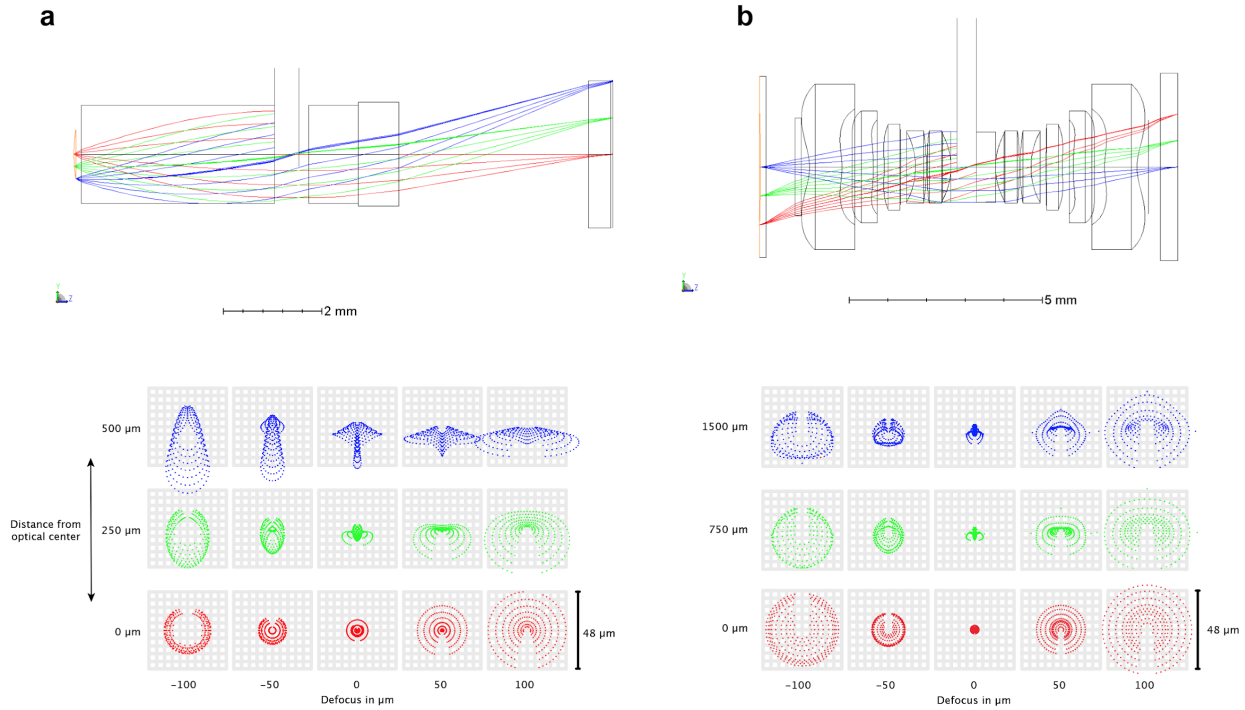 a
b
Y
Z
2 mm
Y
Z
5 mm
500 µm
Distance from
optical center
250 µm
0 µm
48 µm
−100
−50
0
50
100
Defocus in µm
1500 µm
750 µm
0 µm
48 µm
−100
−50
0
50
100
Defocus in µm